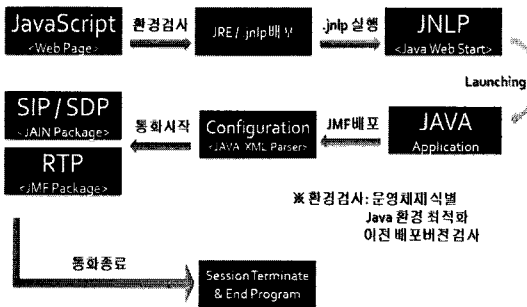 JavaScript
<Web Page>
환경검사
JRE / .jnlp배포
.jnlp 실행
JNLP
<Java Web Start>
Launching
SIP / SDP
<JAIN Package>
RTP
<JMF Package>
통화시작
Configuration
<JAVA XML Parser>
JMF배포
JAVA
Application
※ 환경검사: 운영체제 식별
Java 환경 최적화
이전 배포버전 검사
통화종료
Session Terminate
& End Program